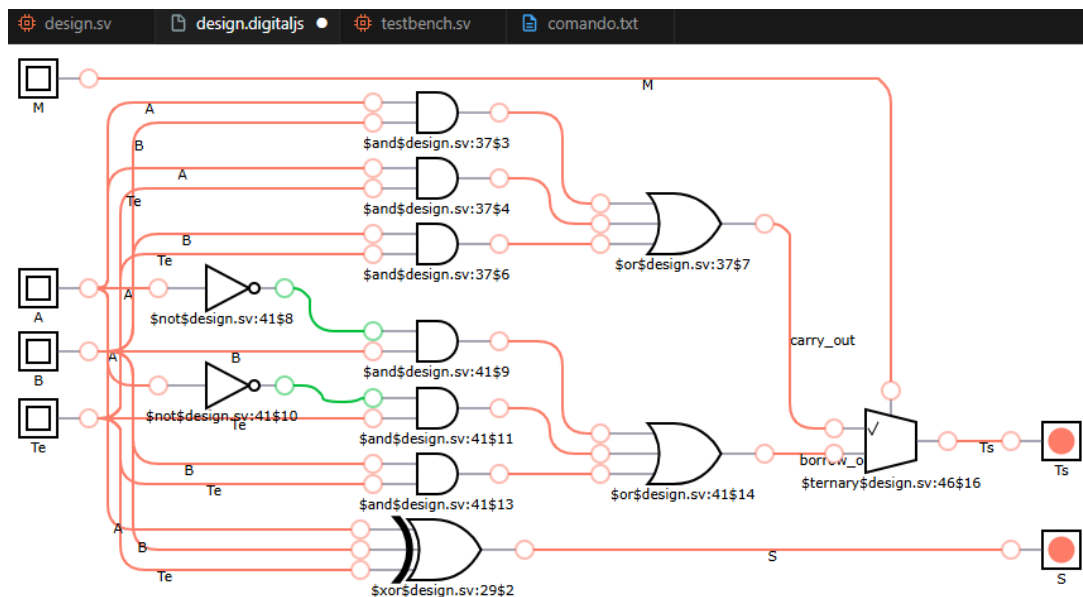 design.sv
design.digitaljs
testbench.sv
comando.txt
M
M
A
B
$and$design.sv:37$3
A
Te
$and$design.sv:37$4
B
Te
$and$design.sv:37$6
$or$design.sv:37$7
A
A
$not$design.sv:41$8
B
A
B
$and$design.sv:41$9
carry_out
$not$design.sv:41$10
Te
Te
$and$design.sv:41$11
B
Te
$and$design.sv:41$13
$or$design.sv:41$14
borrow_o
$ternary$design.sv:46$16
Ts
Ts
A
B
Te
$xor$design.sv:29$2
S
S